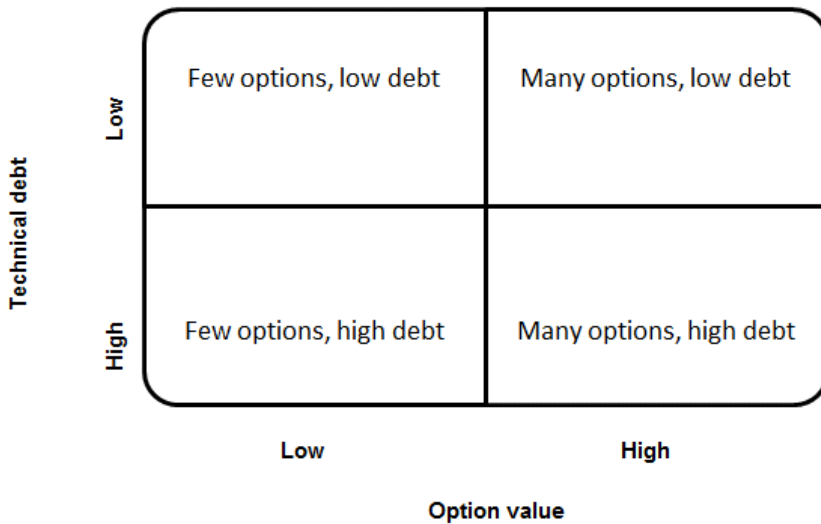 Technical debt
Low
Few options, low debt
Many options, low debt
High
Few options, high debt
Many options, high debt
Low
High
Option value